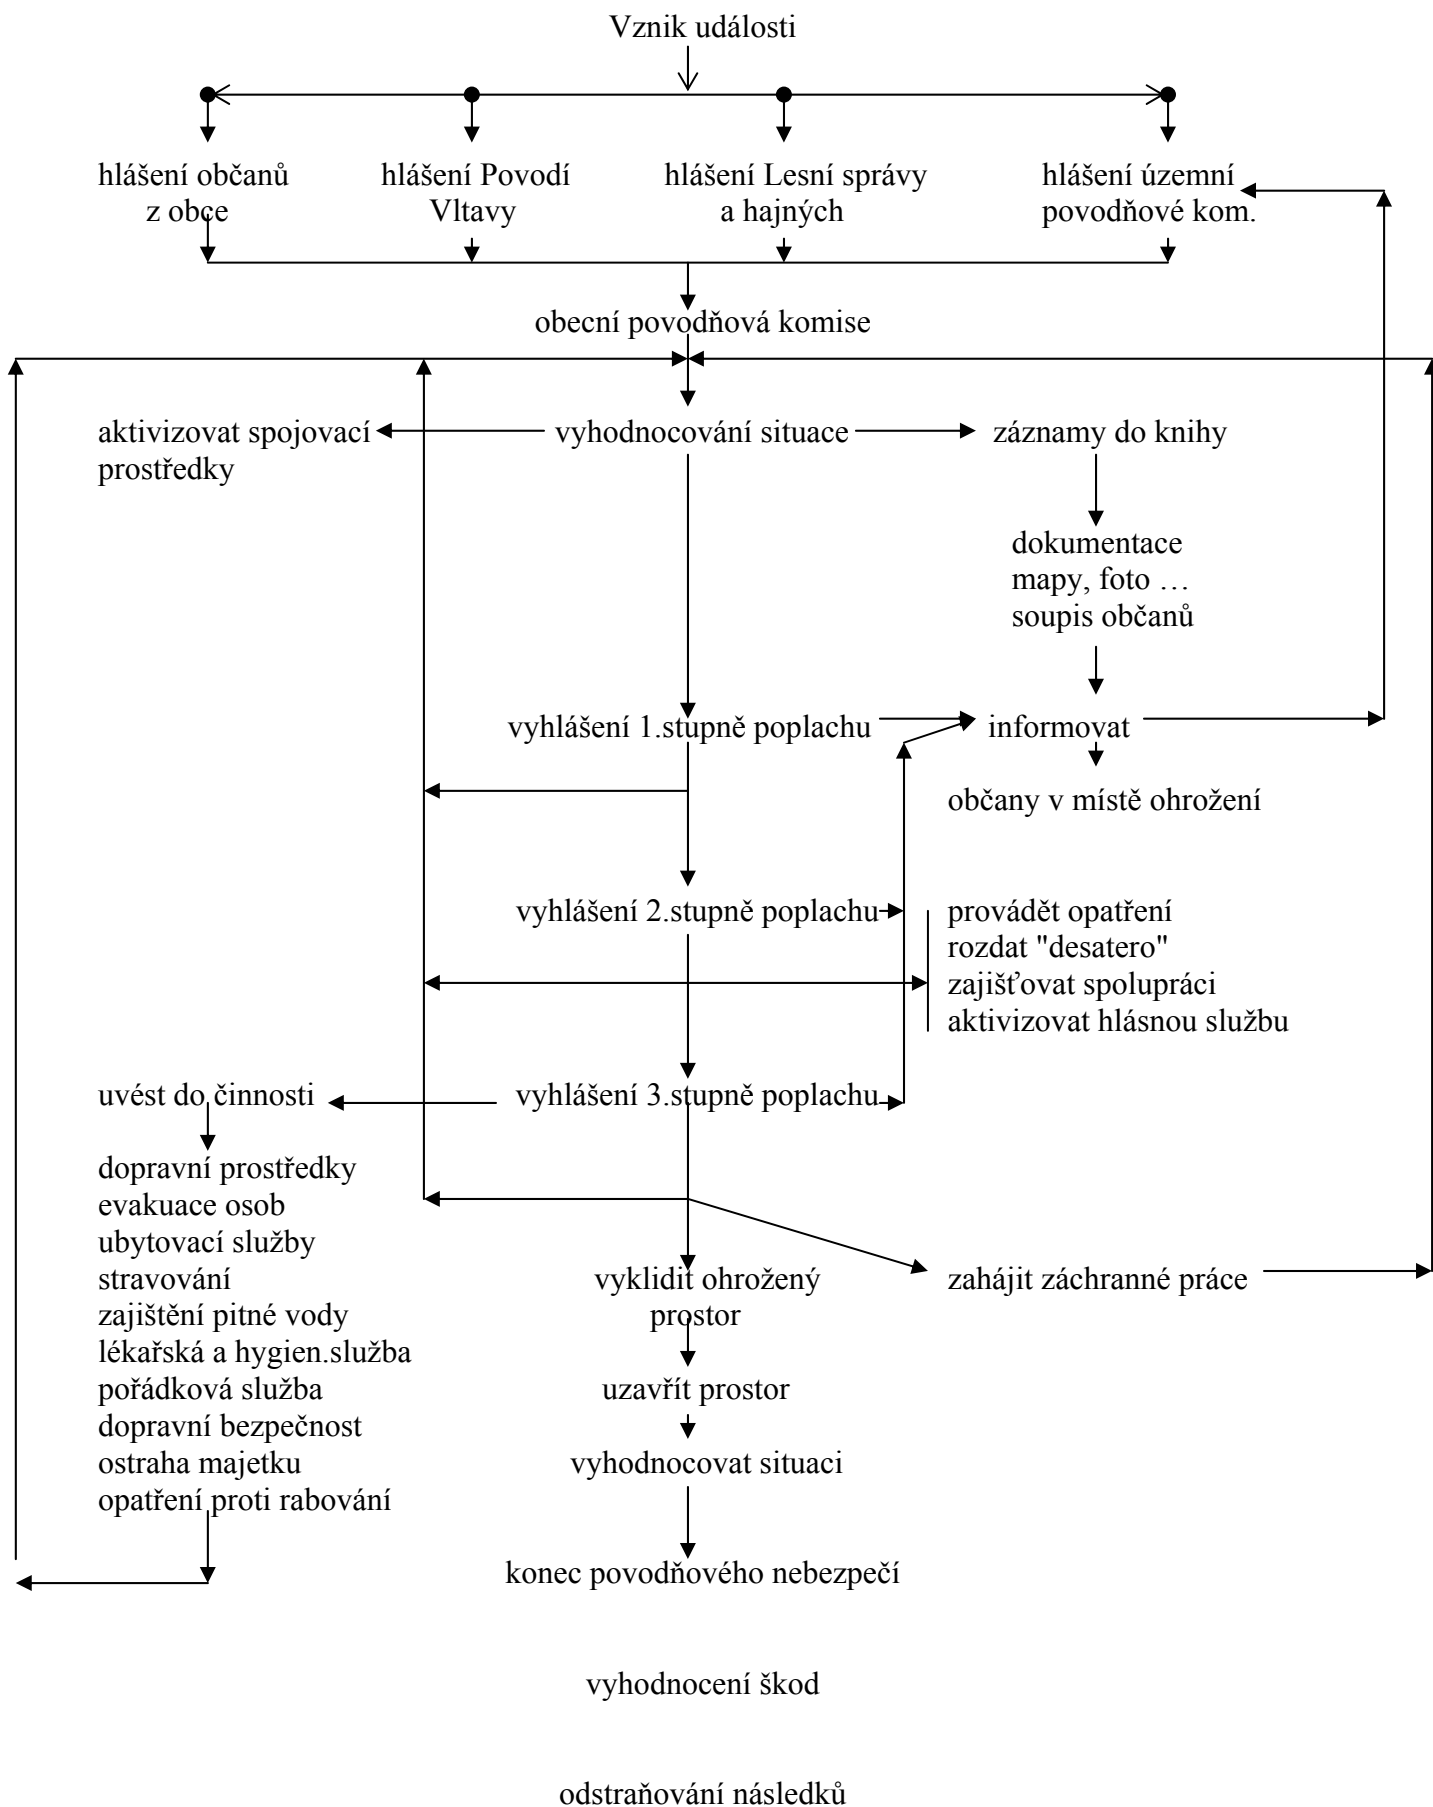 Vznik události
hlášení občanů
z obce
hlášení Povodí
Vltavy
hlášení Lesní správy
a hajných
hlášení územní
povodňové kom.
obecní povodňová komise
aktivizovat spojovací
prostředky
vyhodnocování situace
záznamy do knihy
dokumentace
mapy, foto …
soupis občanů
vyhlášení 1.stupně poplachu
informovat
občany v místě ohrožení
vyhlášení 2.stupně poplachu
provádět opatření
rozdat "desatero"
zajišťovat spolupráci
aktivizovat hlásnou službu
uvést do činnosti
vyhlášení 3.stupně poplachu
dopravní prostředky
evakuace osob
ubytovací služby
stravování
zajištění pitné vody
lékařská a hygien.služba
pořádková služba
dopravní bezpečnost
ostraha majetku
opatření proti rabování
vyklidit ohrožený
prostor
zahájit záchranné práce
uzavřít prostor
vyhodnocovat situaci
konec povodňového nebezpečí
vyhodnocení škod
odstraňování následků